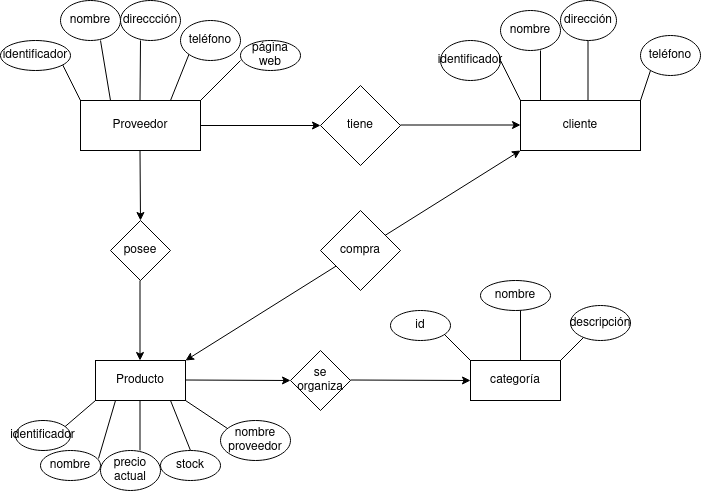 nombre
direccción
identificador
teléfono
página
web
Proveedor
tiene
nombre
dirección
identificador
teléfono
cliente
posee
compra
id
nombre
descripción
Producto
se
organiza
categoría
identificador
nombre
precio
actual
stock
nombre
proveedor